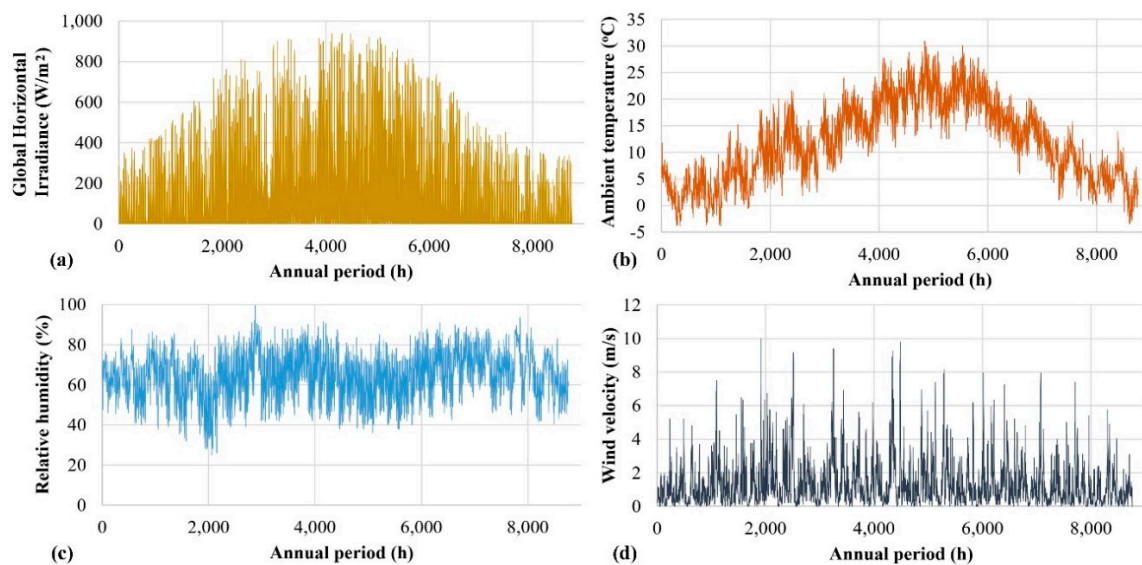 Global Horizontal
Irradiance (W/m²)
1,000
800
600
400
200
0
0 2,000 4,000 6,000 8,000
(a) Annual period (h)
Ambient temperature (°C)
35
30
25
20
15
10
5
0
-5
0 2,000 4,000 6,000 8,000
(b) Annual period (h)
Relative humidity (%)
100
80
60
40
20
0
0 2,000 4,000 6,000 8,000
(c) Annual period (h)
Wind velocity (m/s)
12
10
8
6
4
2
0
0 2,000 4,000 6,000 8,000
(d) Annual period (h)